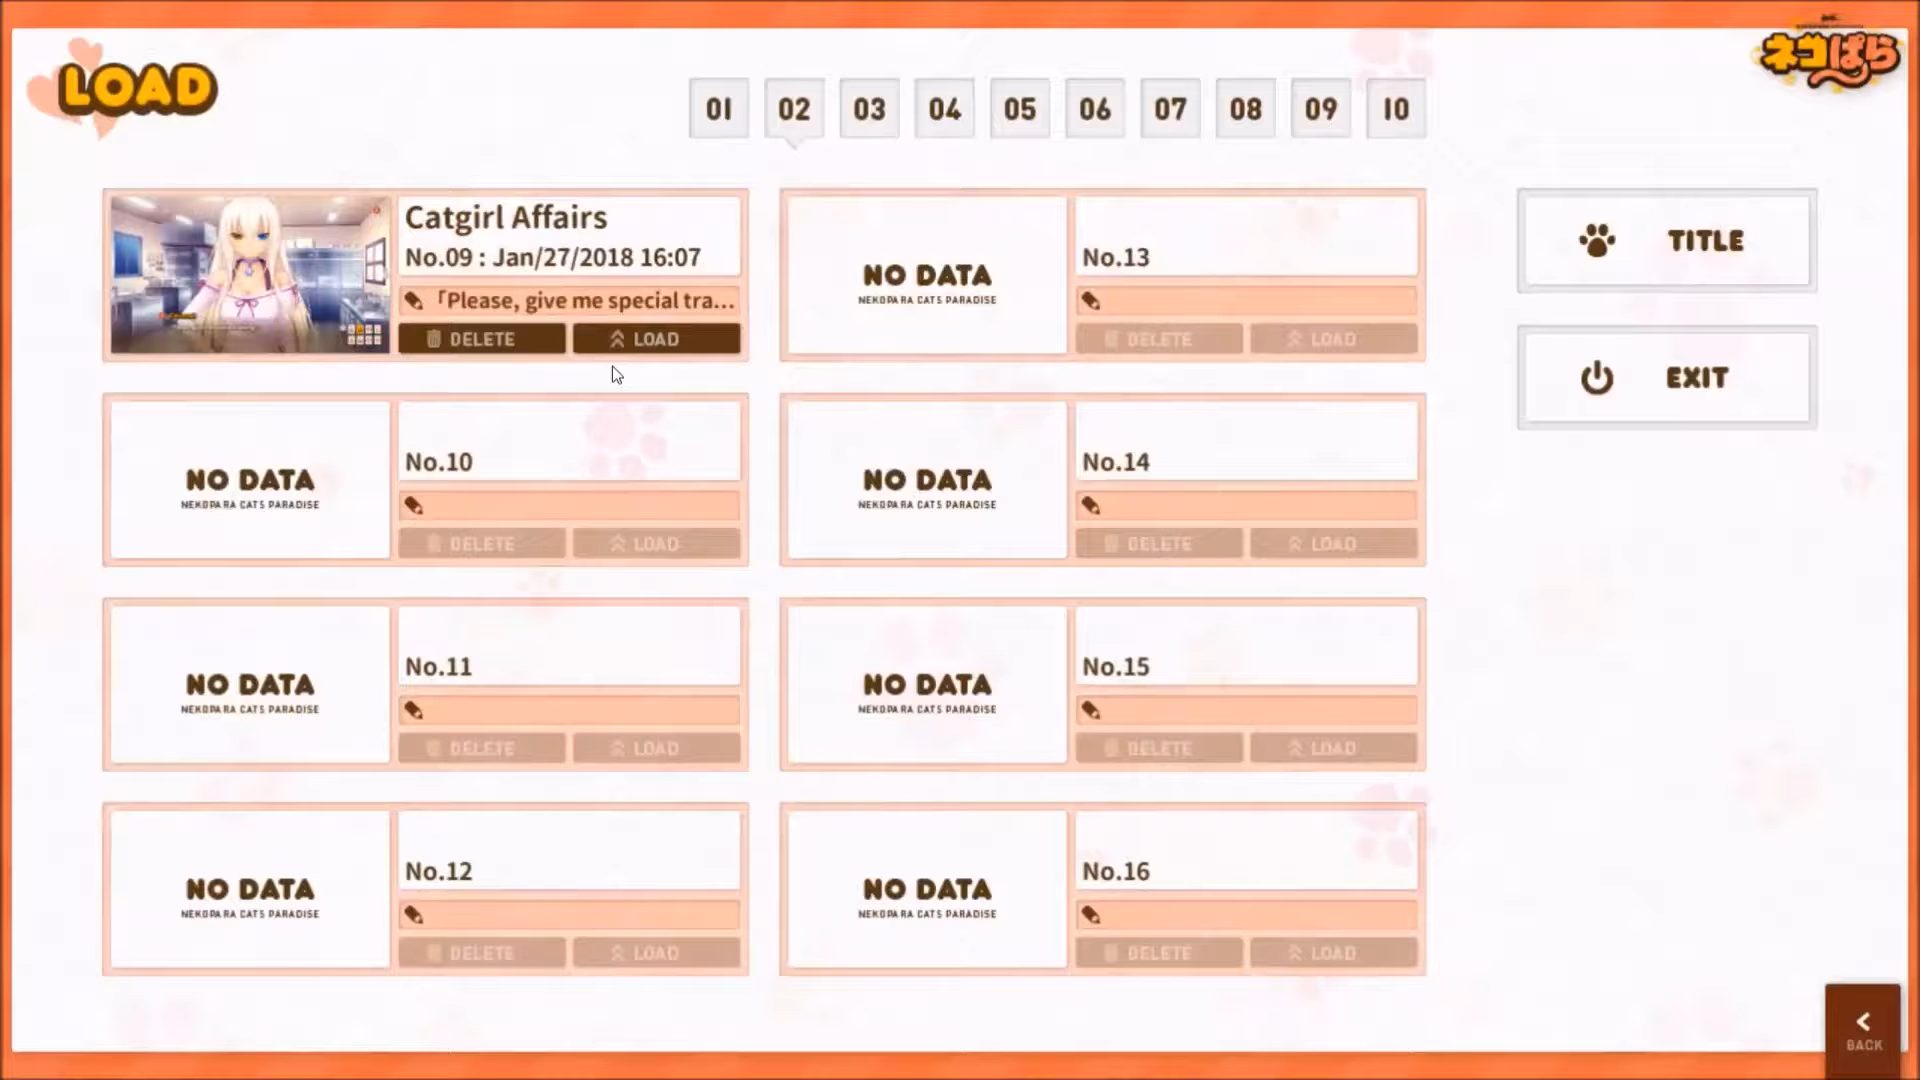 LOAD
01 02 03 04 05 06 07 08 09 10
ネコぱら
Catgirl Affairs
No.09 : Jan/27/2018 16:07
「Please, give me special tra...
DELETE LOAD
NO DATA
NEKOPARA CATS PARADISE
No.13
DELETE LOAD
TITLE
EXIT
NO DATA
NEKOPARA CATS PARADISE
No.10
DELETE LOAD
NO DATA
NEKOPARA CATS PARADISE
No.14
DELETE LOAD
NO DATA
NEKOPARA CATS PARADISE
No.11
DELETE LOAD
NO DATA
NEKOPARA CATS PARADISE
No.15
DELETE LOAD
NO DATA
NEKOPARA CATS PARADISE
No.12
DELETE LOAD
NO DATA
NEKOPARA CATS PARADISE
No.16
DELETE LOAD
BACK